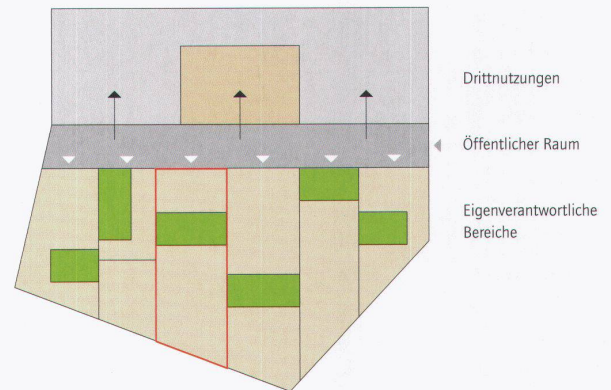 Drittnutzungen
Öffentlicher Raum
Eigenverantwortliche
Bereiche